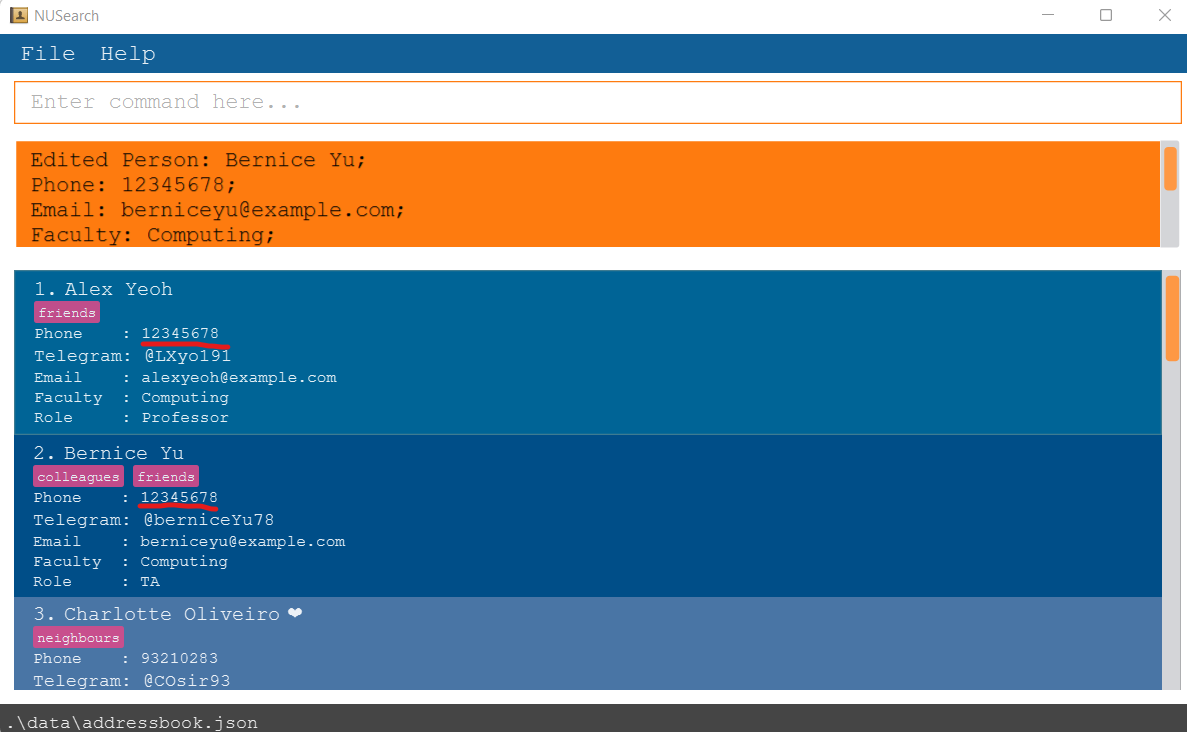 NUSearch
File Help
Enter command here...
Edited Person: Bernice Yu;
Phone: 12345678;
Email: berniceyu@example.com;
Faculty: Computing;
1. Alex Yeoh
friends
Phone : 12345678
Telegram: @LXyo191
Email : alexyeoh@example.com
Faculty : Computing
Role : Professor
2. Bernice Yu
colleagues friends
Phone : 12345678
Telegram: @berniceYu78
Email : berniceyu@example.com
Faculty : Computing
Role : TA
3. Charlotte Oliveiro ❤
neighbours
Phone : 93210283
Telegram: @COsir93
.\data\addressbook.json